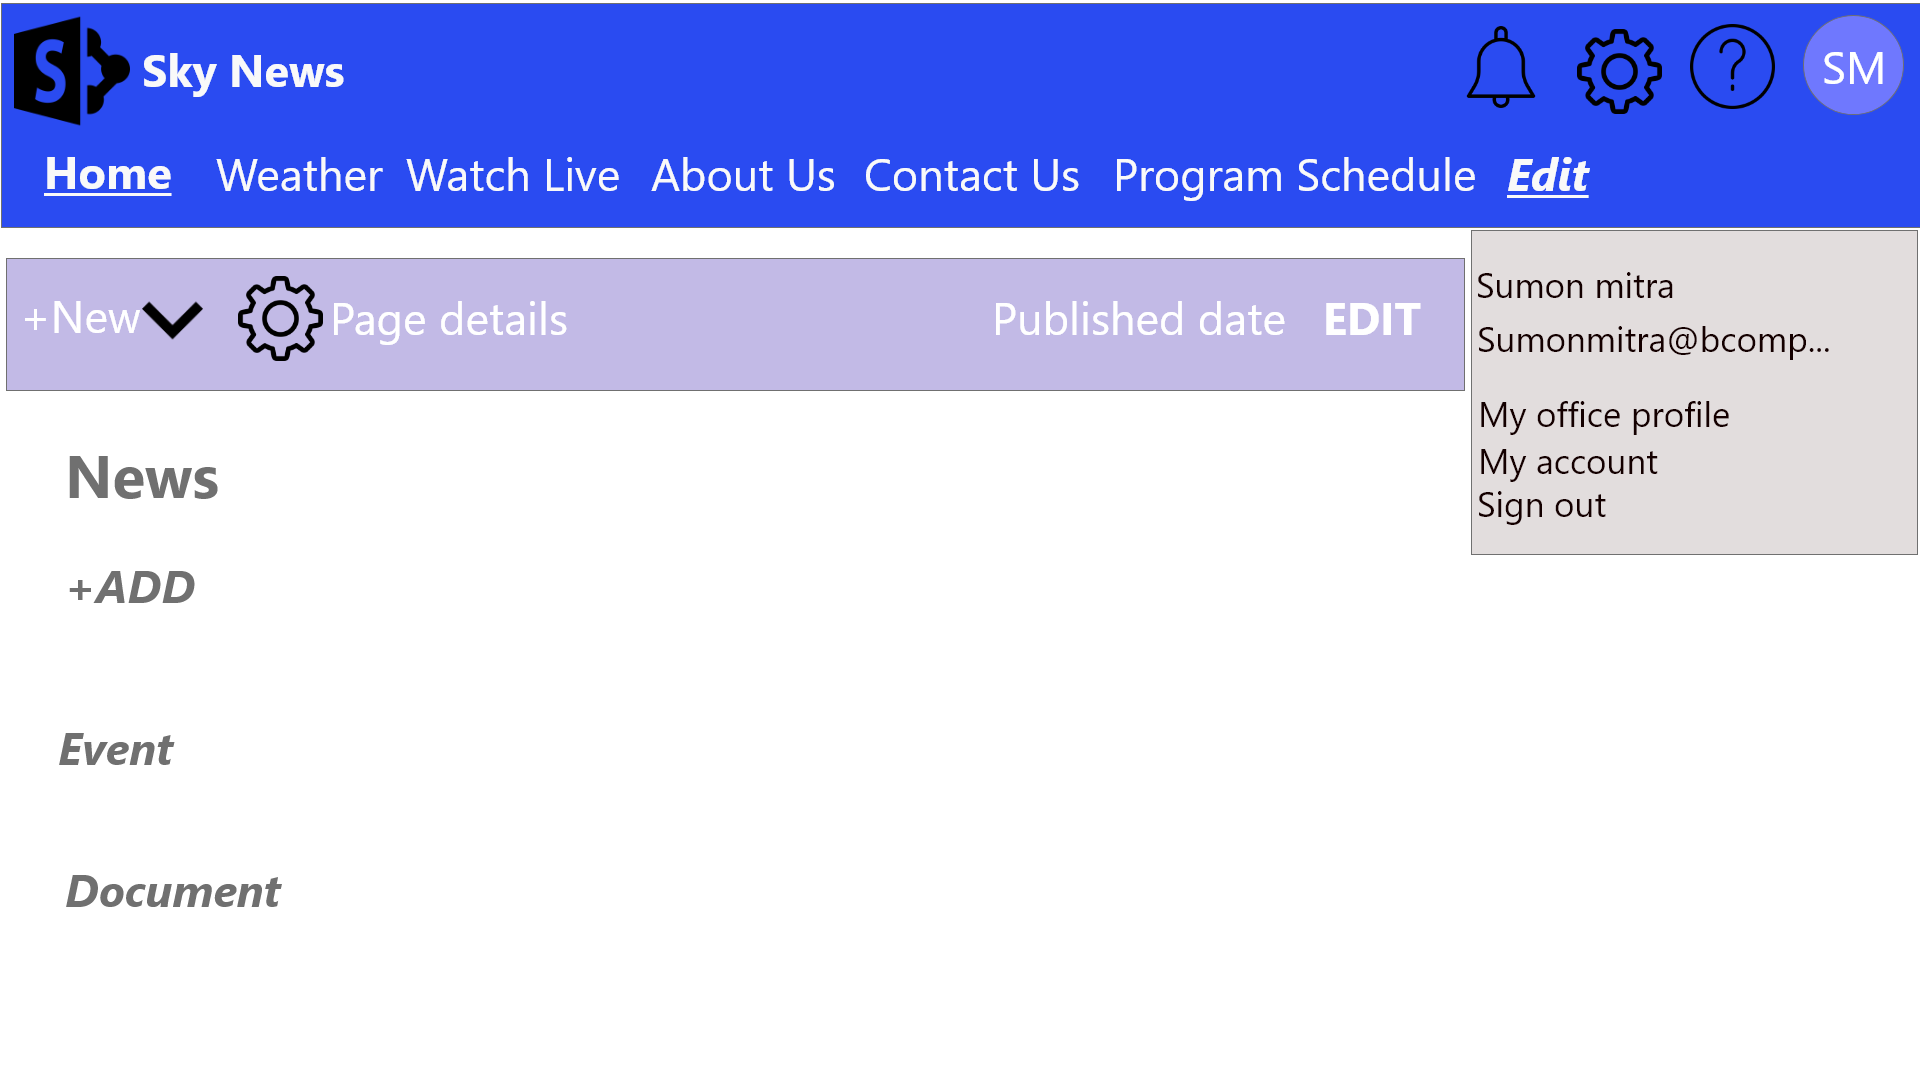 S
Sky News
SM
Home Weather Watch Live About Us Contact Us Program Schedule Edit
+New Page details Published date EDIT
Sumon mitra
Sumonmitra@bcomp...
My office profile
My account
Sign out
News
+ADD
Event
Document